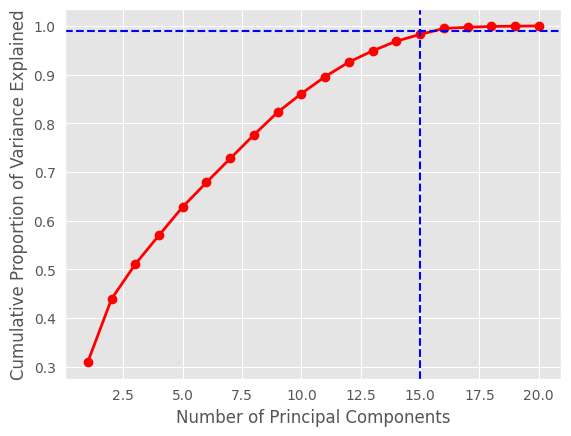 Cumulative Proportion of Variance Explained
1.0
0.9
0.8
0.7
0.6
0.5
0.4
0.3
2.5 5.0 7.5 10.0 12.5 15.0 17.5 20.0
Number of Principal Components